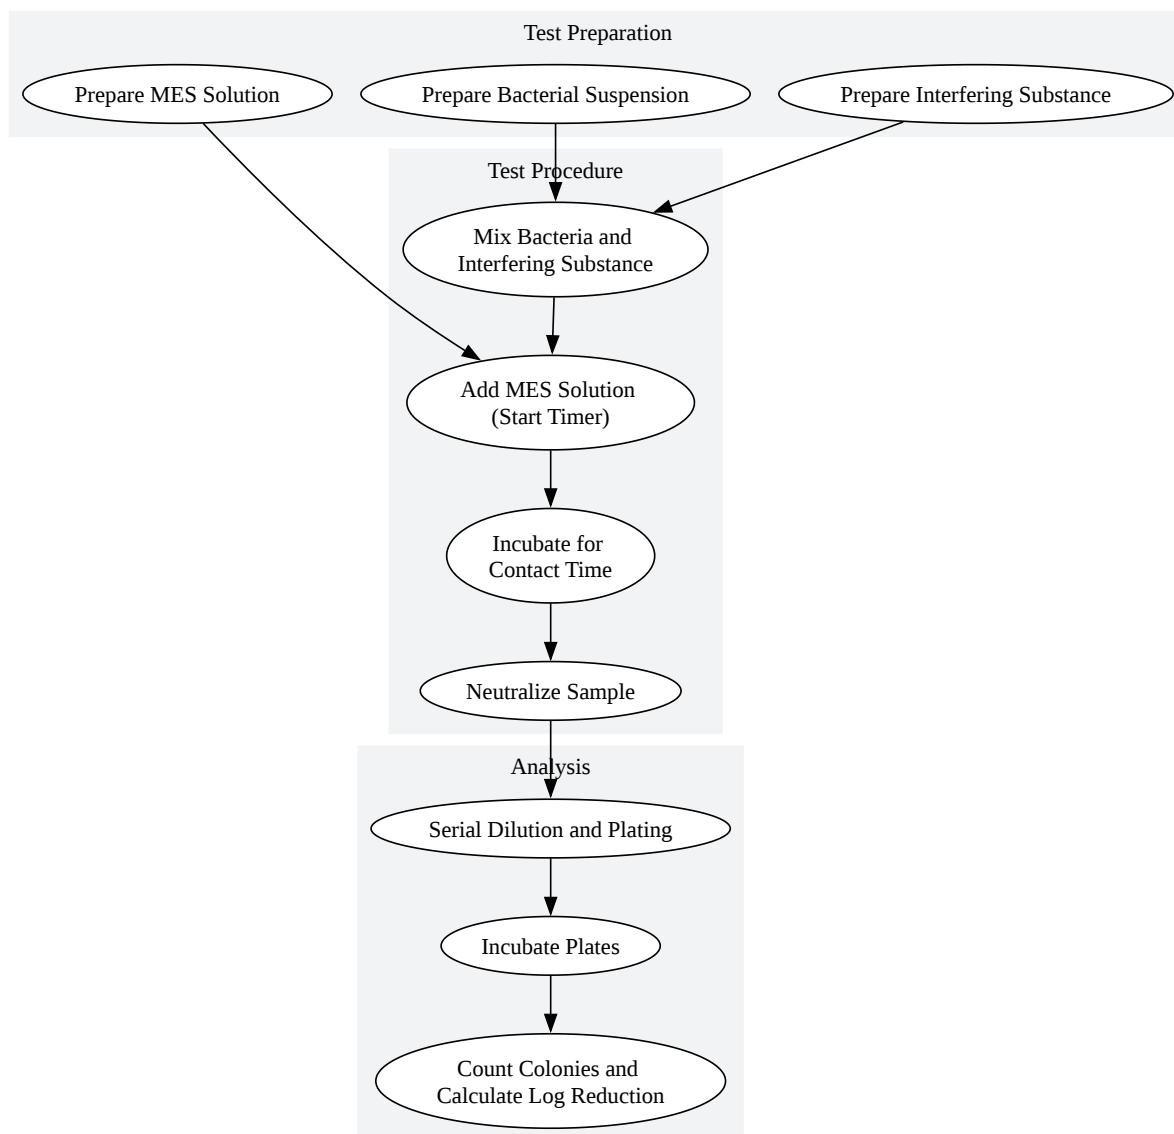 Test Preparation
Prepare MES Solution
Prepare Bacterial Suspension
Prepare Interfering Substance
Test Procedure
Mix Bacteria and
Interfering Substance
Add MES Solution
(Start Timer)
Incubate for
Contact Time
Neutralize Sample
Analysis
Serial Dilution and Plating
Incubate Plates
Count Colonies and
Calculate Log Reduction